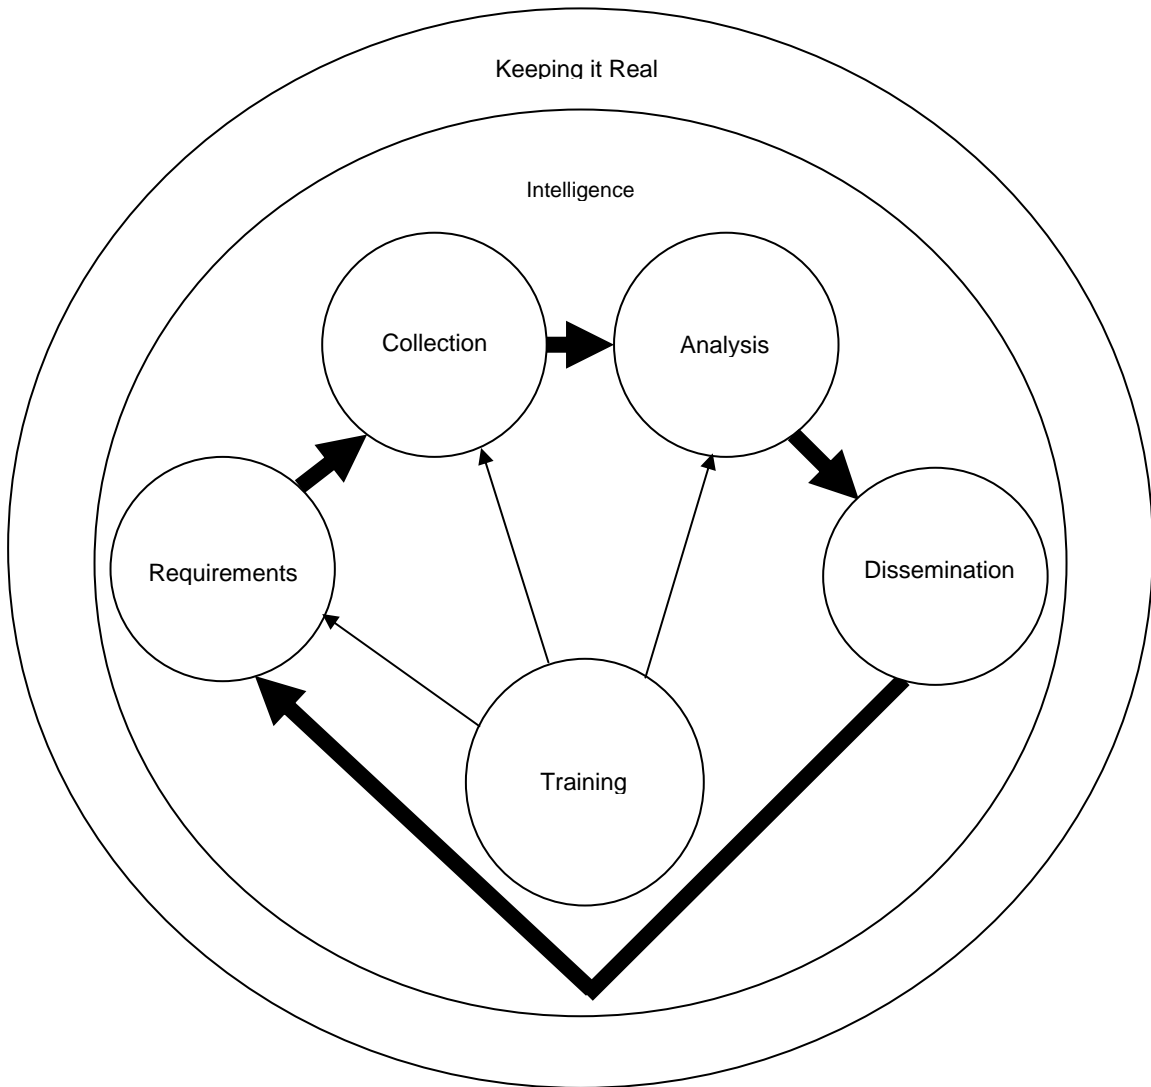 Keeping it Real
Intelligence
Collection
Analysis
Requirements
Dissemination
Training